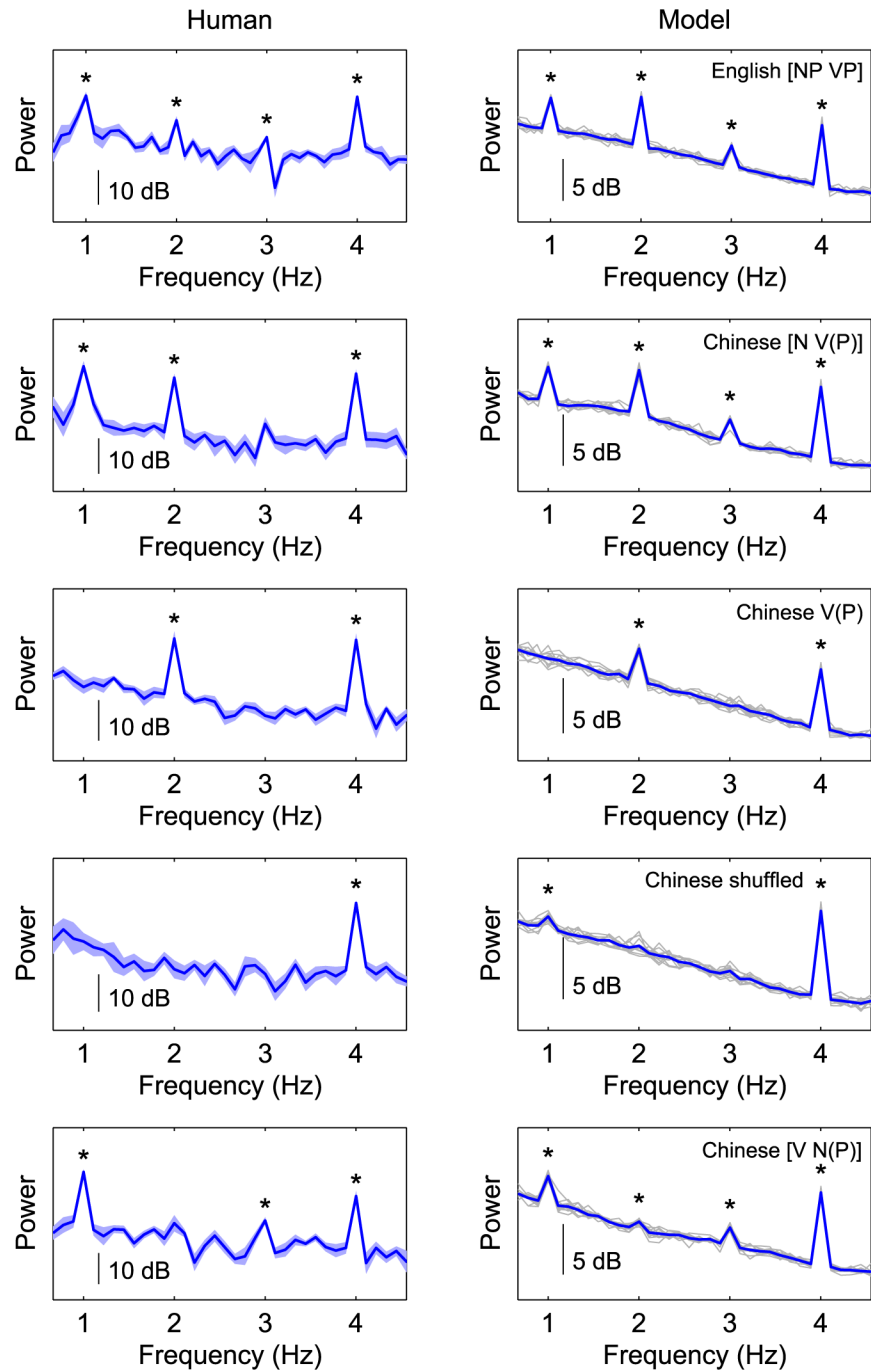 Human
Model
* * * *
Power
10 dB
1 2 3 4
Frequency (Hz)
English [NP VP]
* * * *
Power
5 dB
1 2 3 4
Frequency (Hz)
* * *
Power
10 dB
1 2 3 4
Frequency (Hz)
Chinese [N V(P)]
* * * *
Power
5 dB
1 2 3 4
Frequency (Hz)
* *
Power
10 dB
1 2 3 4
Frequency (Hz)
Chinese V(P)
* *
Power
5 dB
1 2 3 4
Frequency (Hz)
*
Power
10 dB
1 2 3 4
Frequency (Hz)
Chinese shuffled
* *
Power
5 dB
1 2 3 4
Frequency (Hz)
* * *
Power
10 dB
1 2 3 4
Frequency (Hz)
Chinese [V N(P)]
* * * *
Power
5 dB
1 2 3 4
Frequency (Hz)